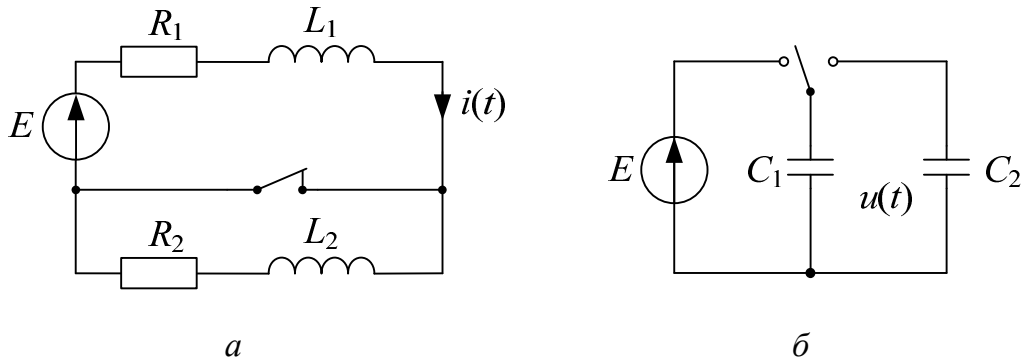 R1 L1
E i(t)
R2 L2
E C1 u(t) C2
а б